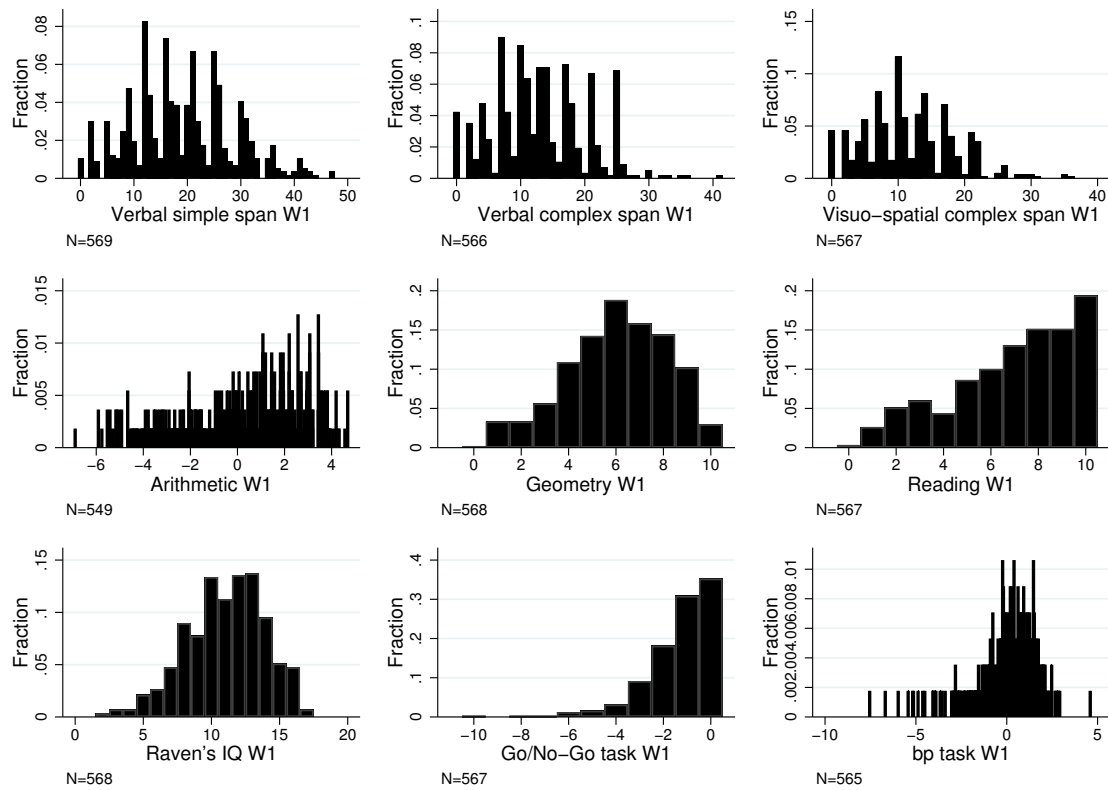 Fraction
0 .02 .04 .06 .08
0 10 20 30 40 50
Verbal simple span W1
N=569
Fraction
0 .02 .04 .06 .08 .1
0 10 20 30 40
Verbal complex span W1
N=566
Fraction
0 .05 .1 .15
0 10 20 30 40
Visuo−spatial complex span W1
N=567
Fraction
0 .005 .01 .015
−6 −4 −2 0 2 4
Arithmetic W1
N=549
Fraction
0 .05 .1 .15 .2
0 2 4 6 8 10
Geometry W1
N=568
Fraction
0 .05 .1 .15 .2
0 2 4 6 8 10
Reading W1
N=567
Fraction
0 .05 .1 .15
0 5 10 15 20
Raven's IQ W1
N=568
Fraction
0 .1 .2 .3 .4
−10 −8 −6 −4 −2 0
Go/No−Go task W1
N=567
Fraction
0 .002 .004 .006 .008 .01
−10 −5 0 5
bp task W1
N=565